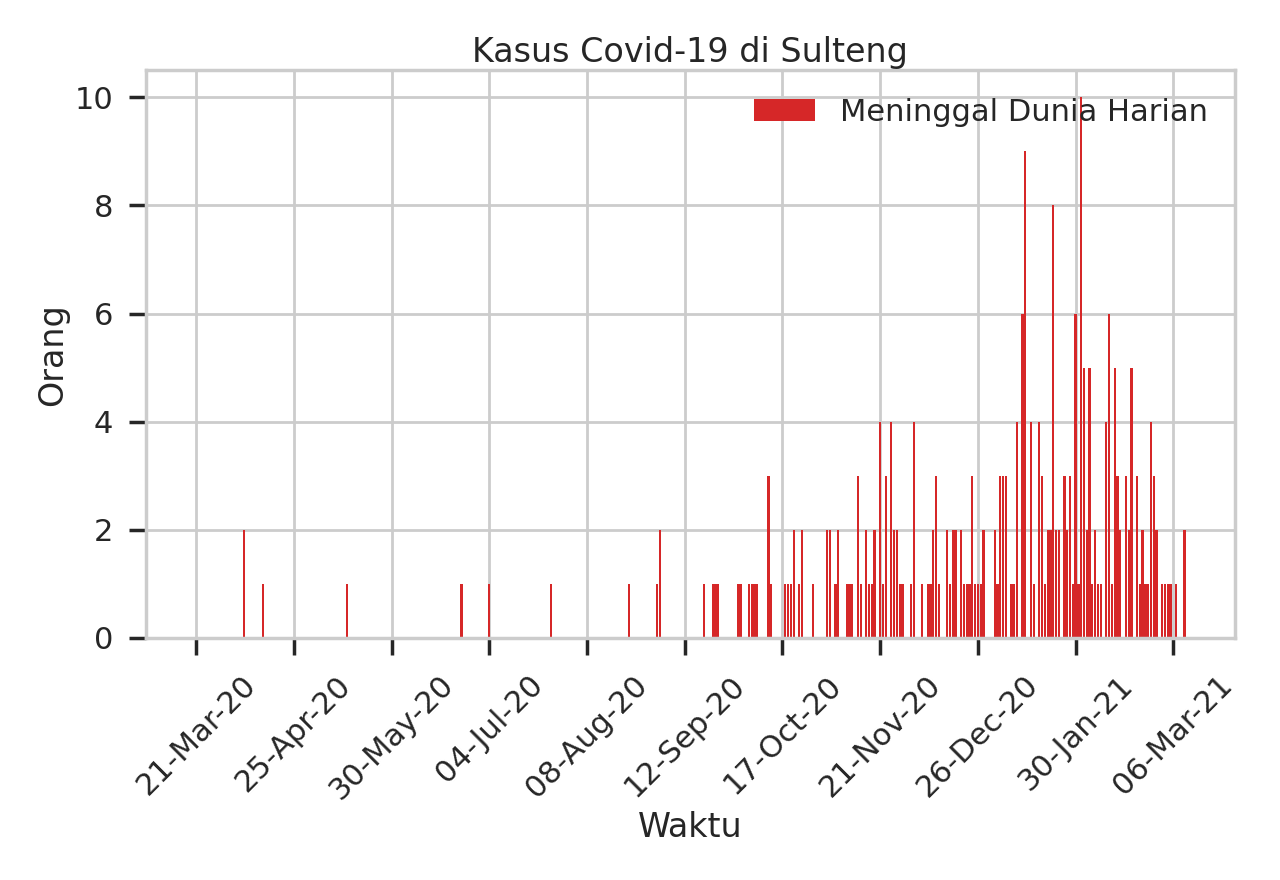 Kasus Covid-19 di Sulteng
Meninggal Dunia Harian
Orang
10
8
6
4
2
0
21-Mar-20
25-Apr-20
30-May-20
04-Jul-20
08-Aug-20
12-Sep-20
17-Oct-20
21-Nov-20
26-Dec-20
30-Jan-21
06-Mar-21
Waktu